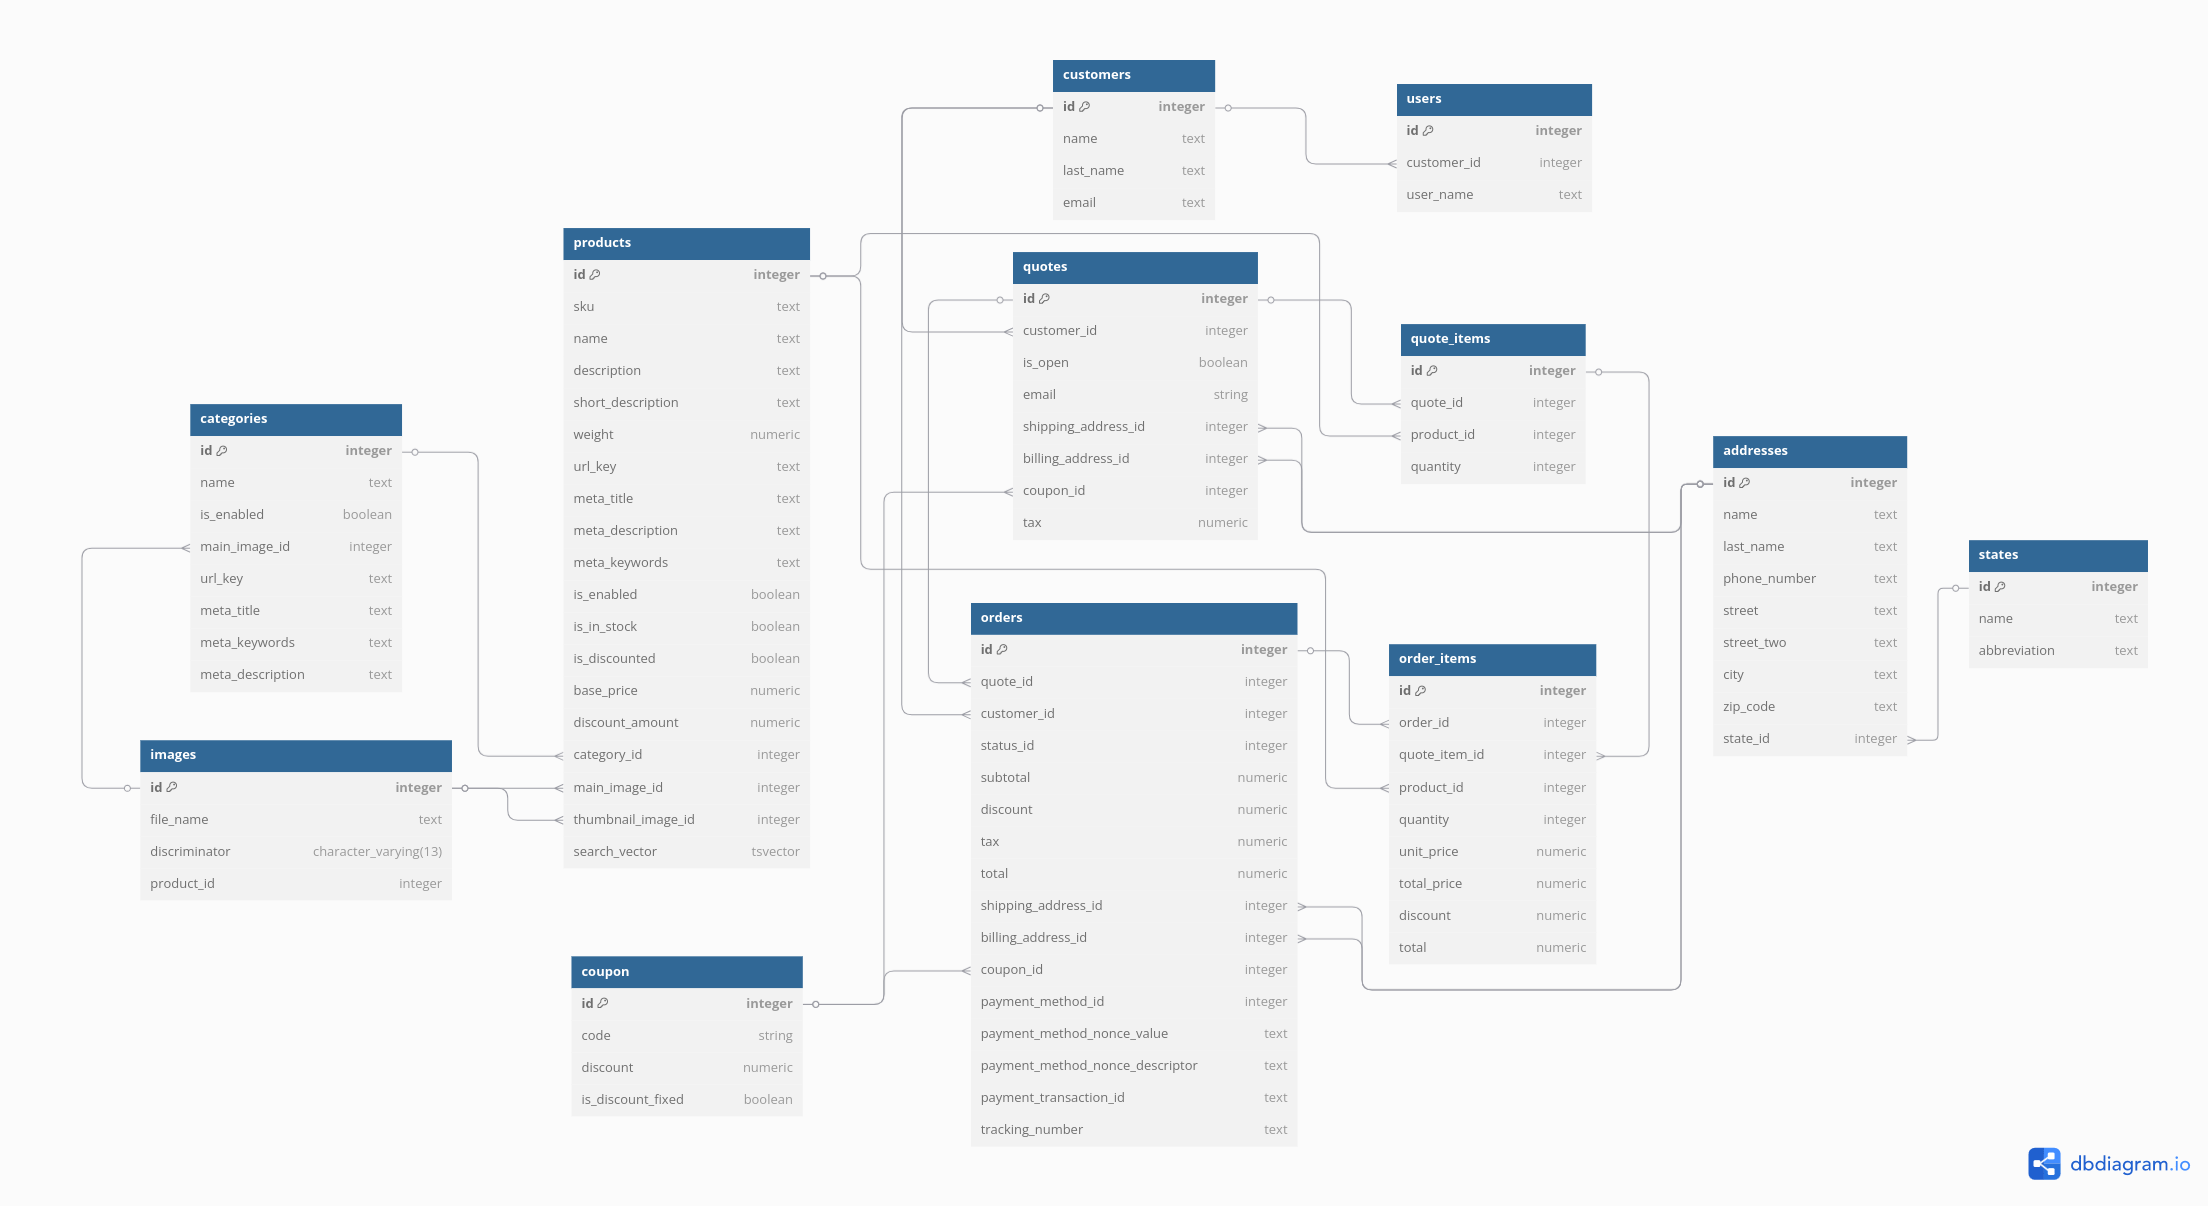 customers
id integer
name text
last_name text
email text
users
id integer
customer_id integer
user_name text
products
id integer
sku text
name text
description text
short_description text
weight numeric
url_key text
meta_title text
meta_description text
meta_keywords text
is_enabled boolean
is_in_stock boolean
is_discounted boolean
base_price numeric
discount_amount numeric
category_id integer
main_image_id integer
thumbnail_image_id integer
search_vector tsvector
quotes
id integer
customer_id integer
is_open boolean
email string
shipping_address_id integer
billing_address_id integer
coupon_id integer
tax numeric
quote_items
id integer
quote_id integer
product_id integer
quantity integer
categories
id integer
name text
is_enabled boolean
main_image_id integer
url_key text
meta_title text
meta_keywords text
meta_description text
addresses
id integer
name text
last_name text
phone_number text
street text
street_two text
city text
zip_code text
state_id integer
states
id integer
name text
abbreviation text
orders
id integer
quote_id integer
customer_id integer
status_id integer
subtotal numeric
discount numeric
tax numeric
total numeric
shipping_address_id integer
billing_address_id integer
coupon_id integer
payment_method_id integer
payment_method_nonce_value text
payment_method_nonce_descriptor text
payment_transaction_id text
tracking_number text
order_items
id integer
order_id integer
quote_item_id integer
product_id integer
quantity integer
unit_price numeric
total_price numeric
discount numeric
total numeric
images
id integer
file_name text
discriminator character_varying(13)
product_id integer
coupon
id integer
code string
discount numeric
is_discount_fixed boolean
dbdiagram.io